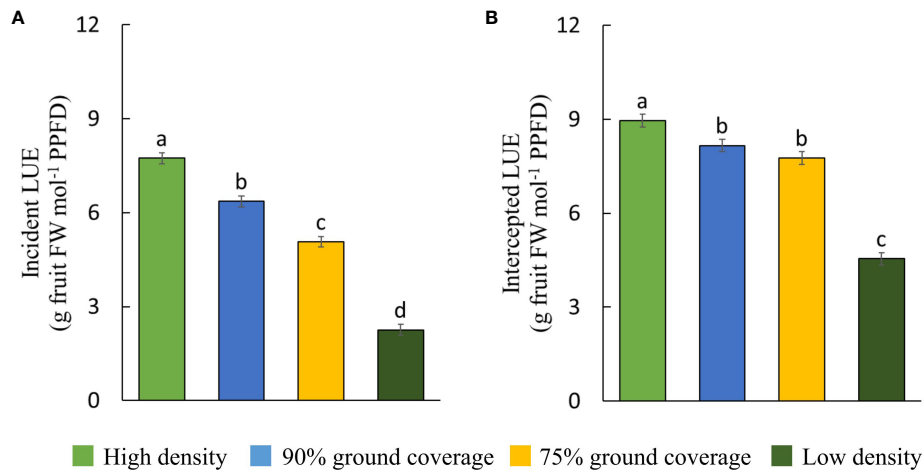 A
12
9
6
3
0
Incident LUE
(g fruit FW mol⁻¹ PPFD)
a
b
c
d
B
12
9
6
3
0
Intercepted LUE
(g fruit FW mol⁻¹ PPFD)
a
b
b
c
High density
90% ground coverage
75% ground coverage
Low density